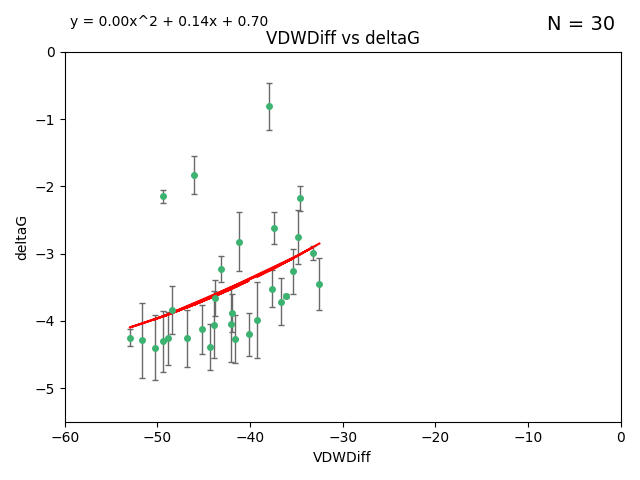 y = 0.00x^2 + 0.14x + 0.70
N = 30
VDWDiff vs deltaG
0
−1
−2
−3
−4
−5
deltaG
−60 −50 −40 −30 −20 −10 0
VDWDiff